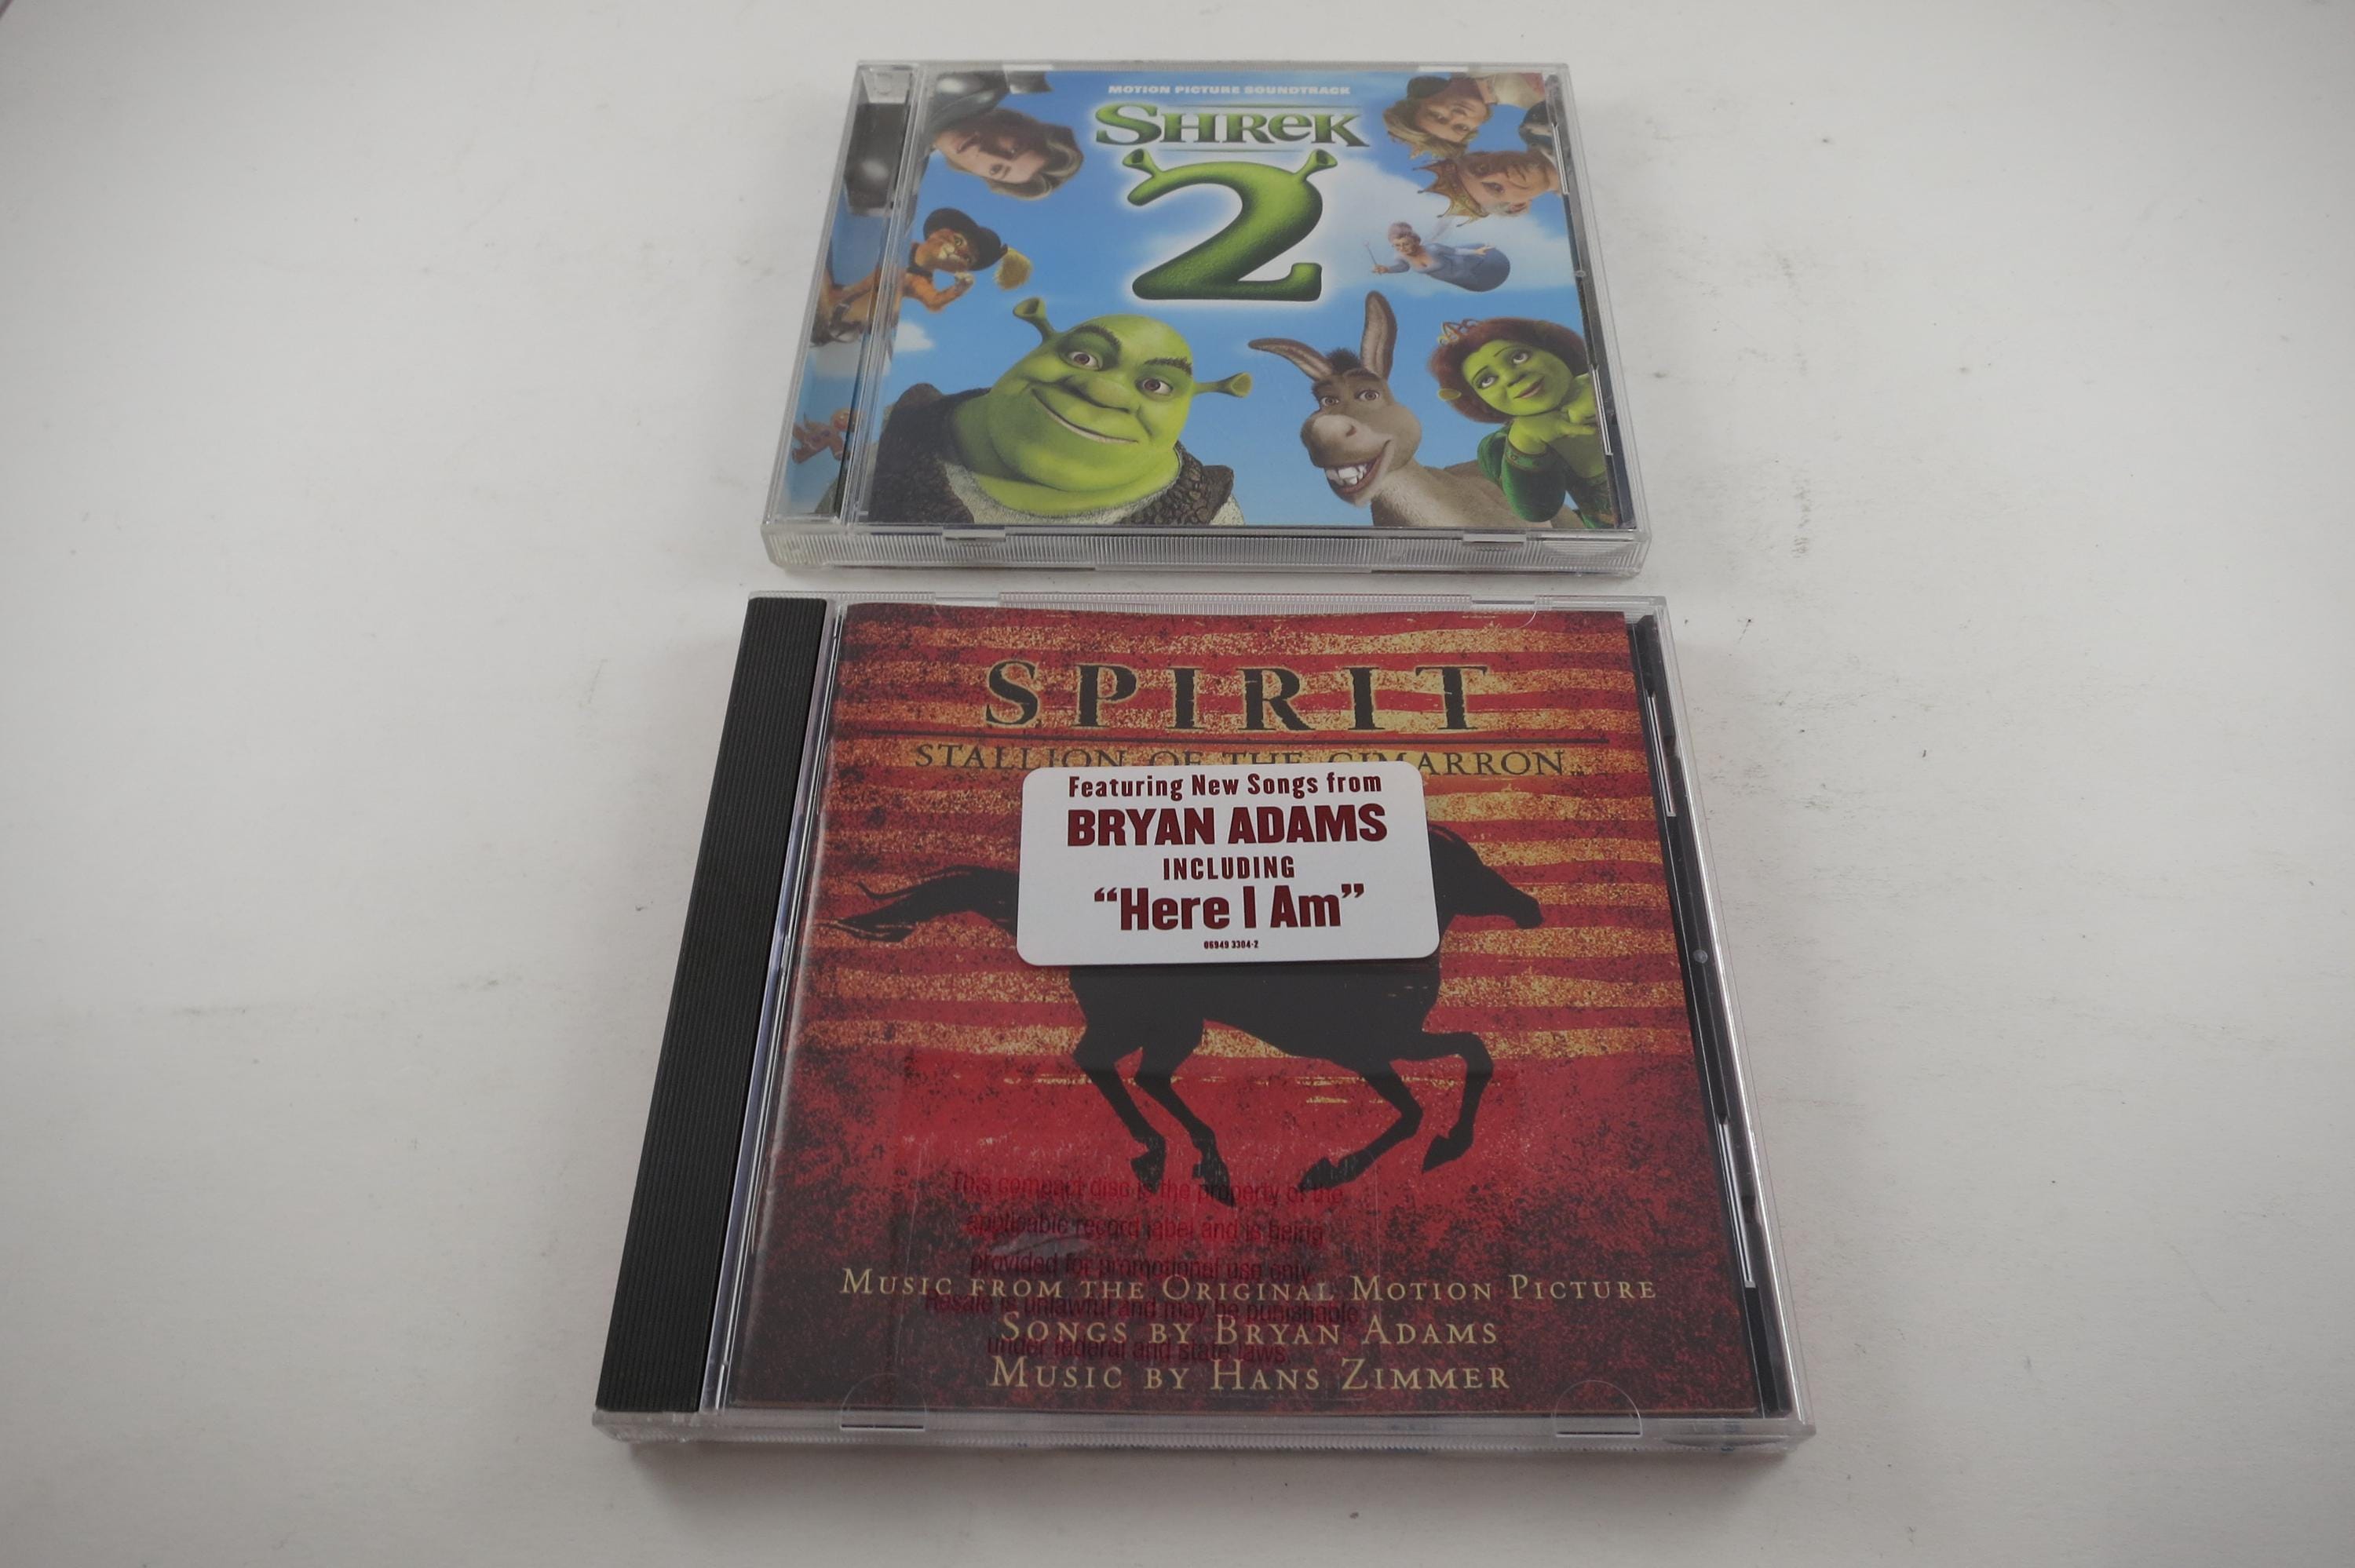 MOTION PICTURE SOUNDTRACK
SHREK
2
SPIRIT
STALLION OF THE CIMARRON
Featuring New Songs from
BRYAN ADAMS
INCLUDING
“Here I Am”
06949 3304-2
This compact disc is the property of the
applicable record label and is being
provided for promotional use only.
MUSIC FROM THE ORIGINAL MOTION PICTURE
Resale is unlawful and may be punishable
SONGS BY BRYAN ADAMS
under federal and state laws.
MUSIC BY HANS ZIMMER